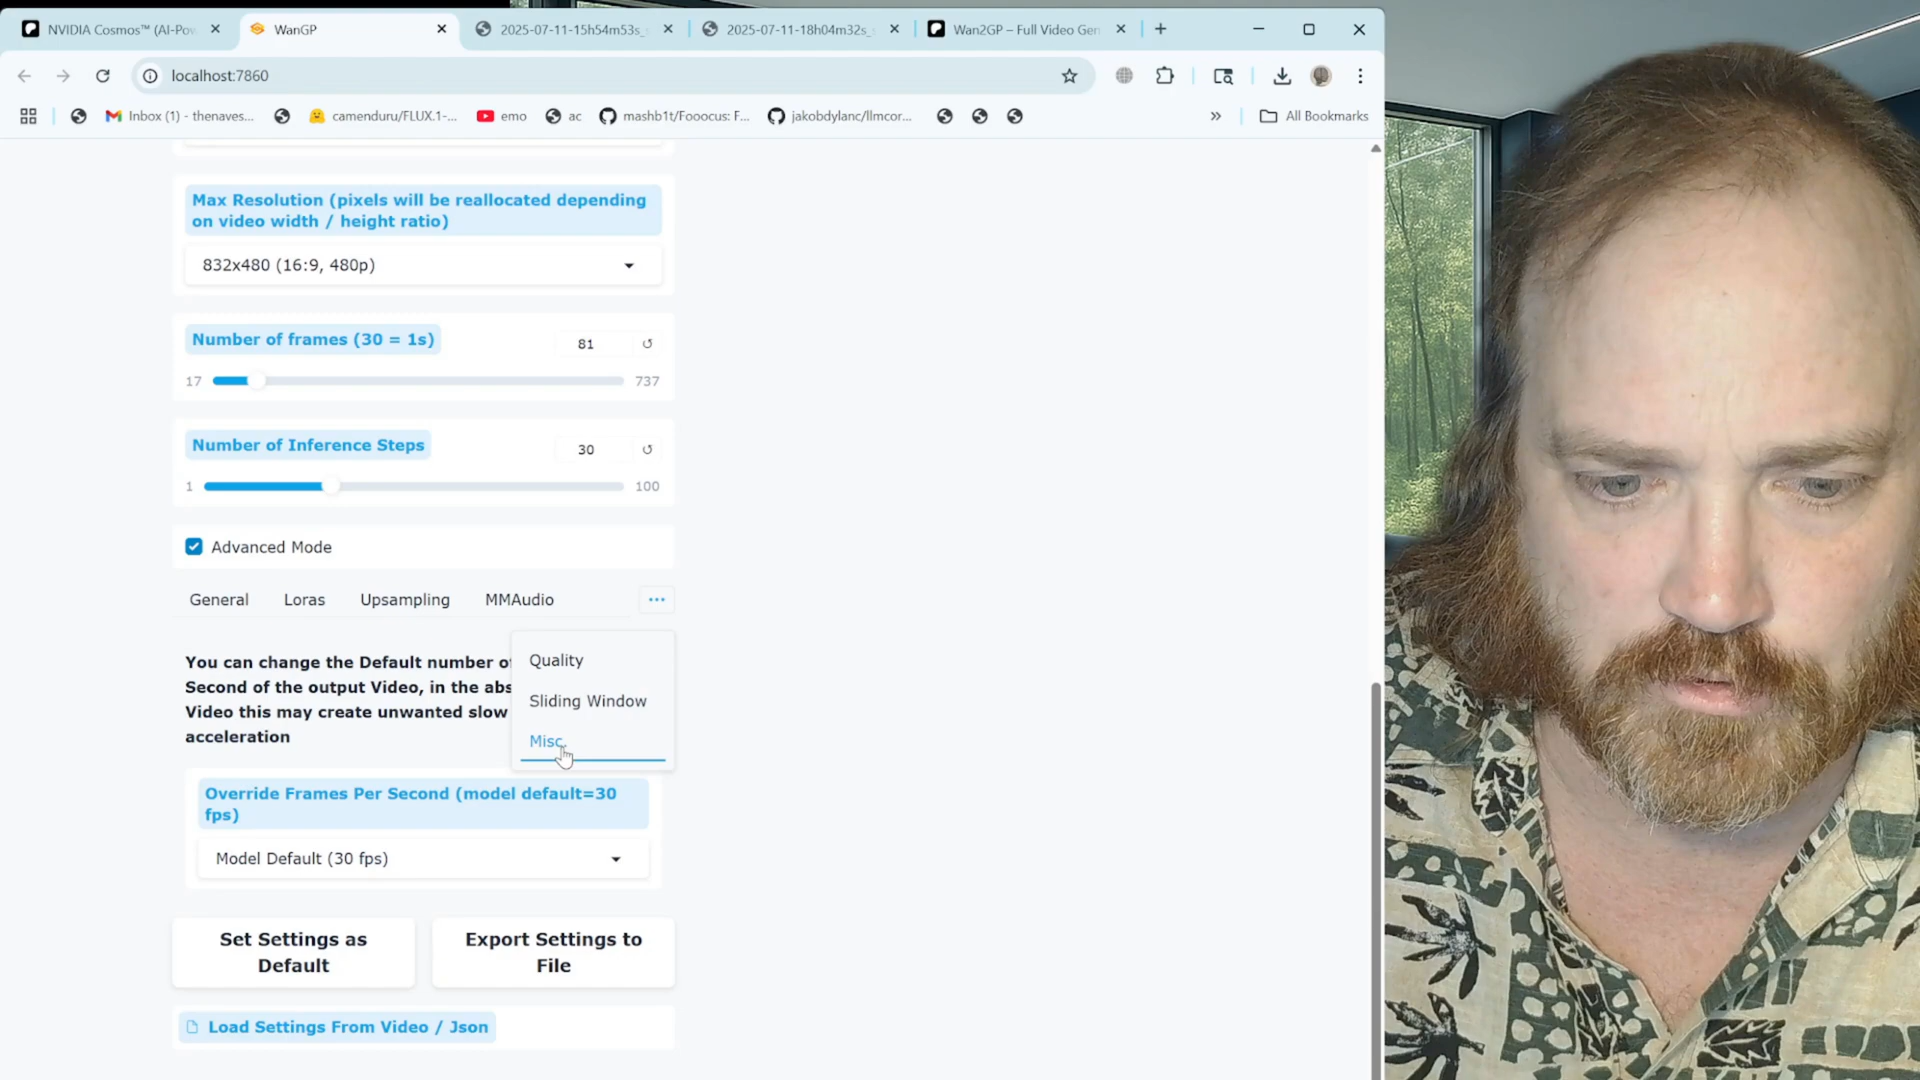 NVIDIA Cosmos™ (AI-Pow
WanGP
2025-07-11-15h54m53s_
2025-07-11-18h04m32s_
Wan2GP – Full Video Gen
localhost:7860
Inbox (1) - thenaves...
camenduru/FLUX.1-...
emo
ac
mashb1t/Fooocus: F...
jakobdylanc/llmcor...
All Bookmarks
Max Resolution (pixels will be reallocated depending
on video width / height ratio)
832x480 (16:9, 480p)
Number of frames (30 = 1s)
81
17
737
Number of Inference Steps
30
1
100
Advanced Mode
General
Loras
Upsampling
MMAudio
...
Quality
Sliding Window
Misc.
You can change the Default number of
Second of the output Video, in the abs
Video this may create unwanted slow
acceleration
Override Frames Per Second (model default=30
fps)
Model Default (30 fps)
Set Settings as
Default
Export Settings to
File
Load Settings From Video / Json